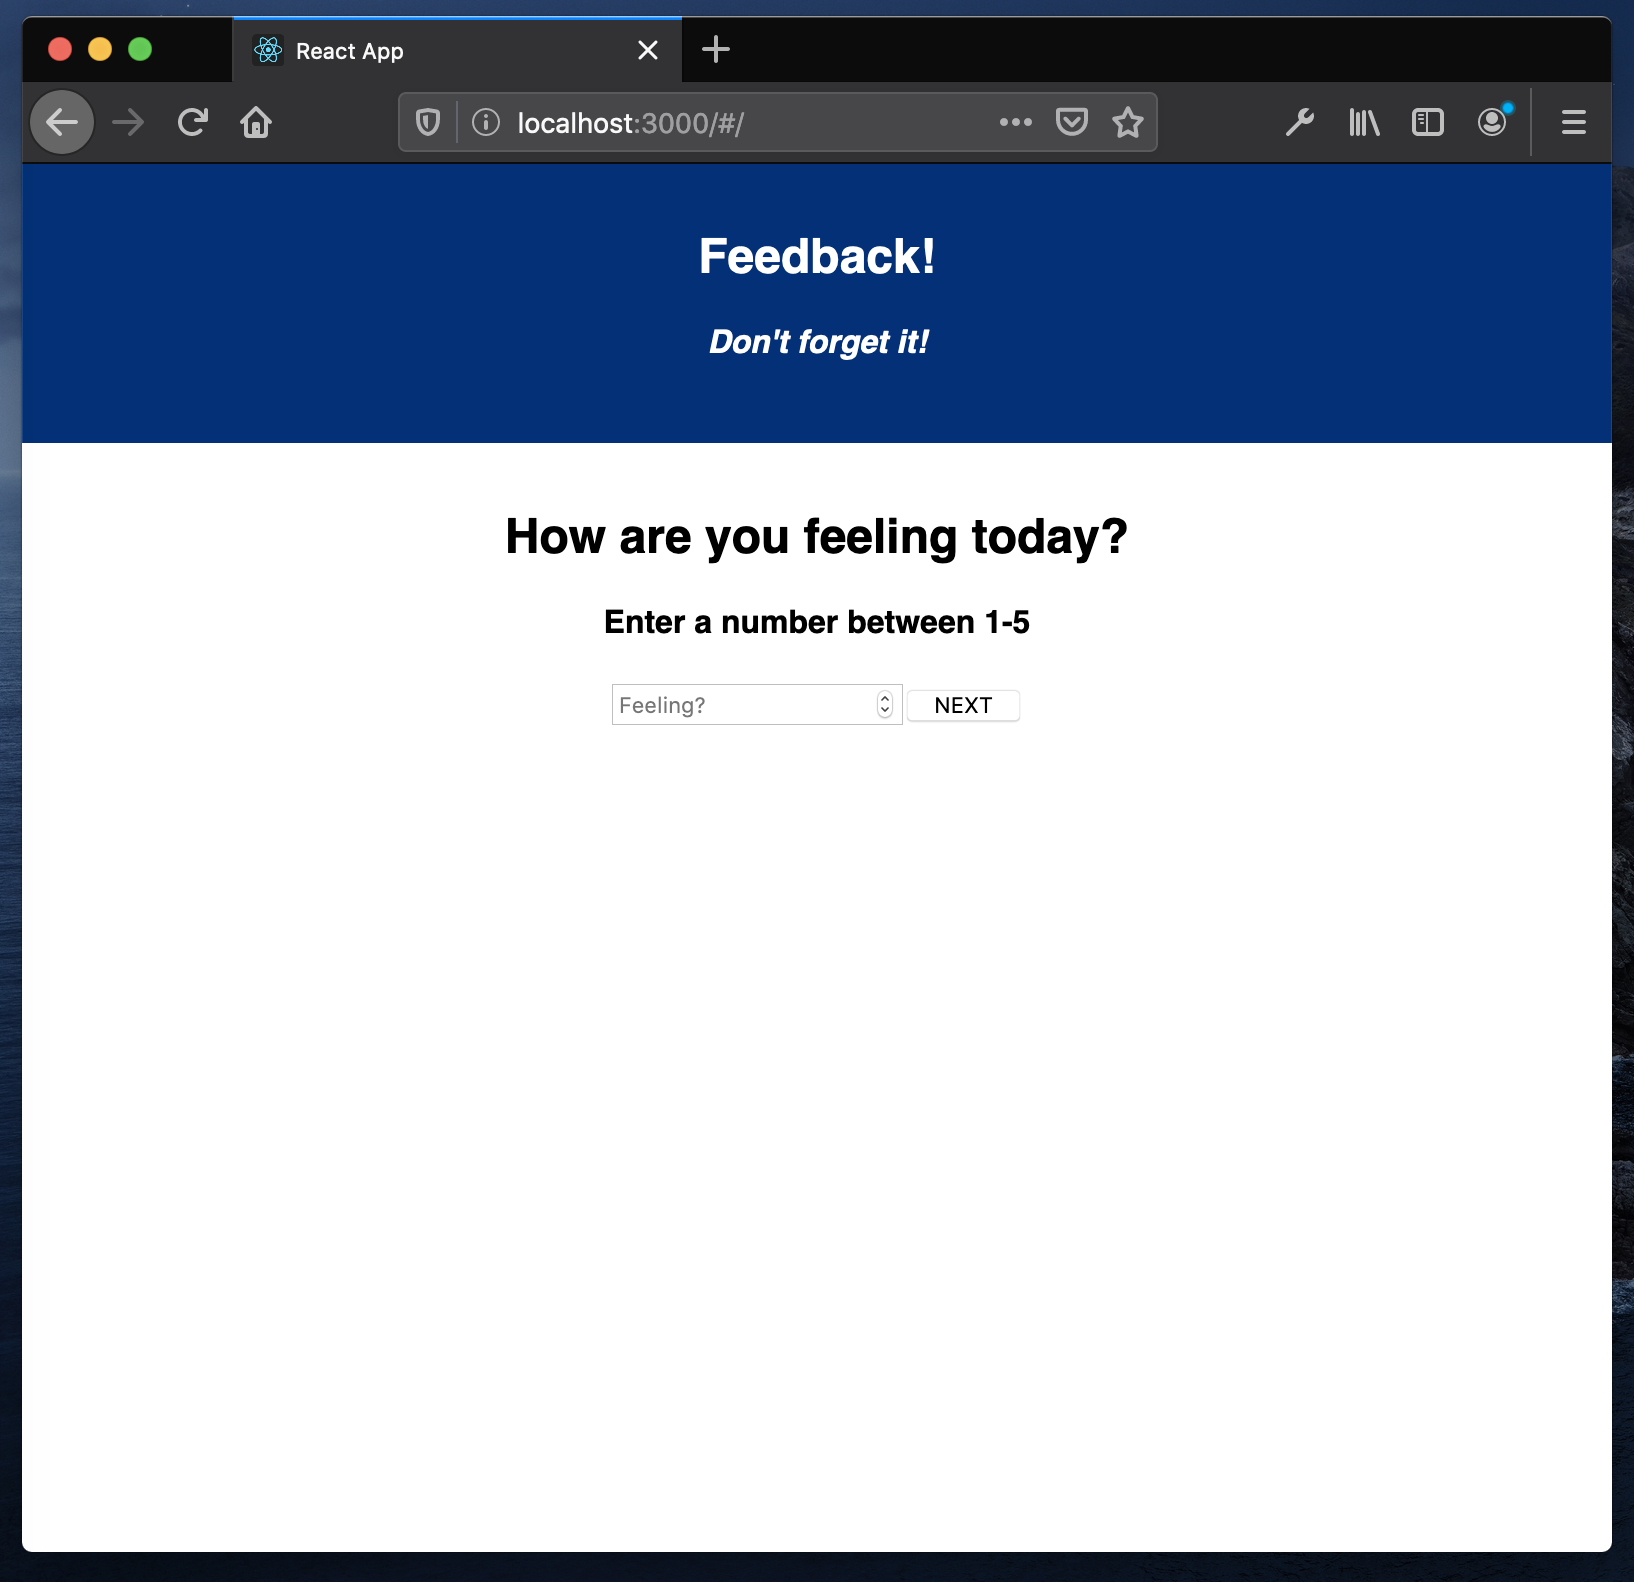 React App
localhost:3000/#/
Feedback!
Don't forget it!
How are you feeling today?
Enter a number between 1-5
Feeling? NEXT